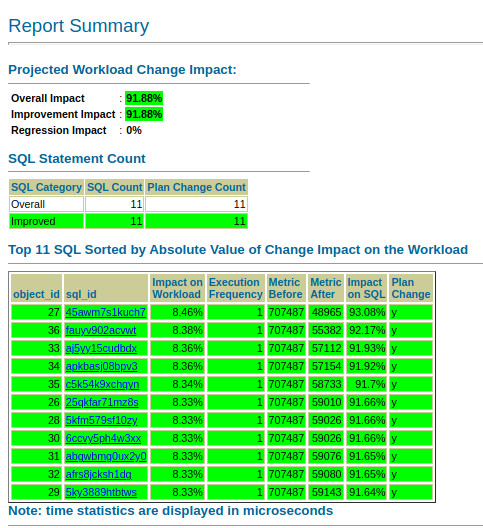 Report Summary
Projected Workload Change Impact:
Overall Impact : 91.88%
Improvement Impact : 91.88%
Regression Impact : 0%
SQL Statement Count
SQL Category SQL Count Plan Change Count
Overall 11 11
Improved 11 11
Top 11 SQL Sorted by Absolute Value of Change Impact on the Workload
object_id sql_id Impact on Workload Execution Frequency Metric Before Metric After Impact on SQL Plan Change
27 45awm7s1kuch7 8.46% 1 707487 48965 93.08% y
36 fauyv902acvwt 8.38% 1 707487 55382 92.17% y
33 aj5yy15cudbdx 8.36% 1 707487 57112 91.93% y
34 apkbasj08bpv3 8.36% 1 707487 57154 91.92% y
35 c5k54k9xchqyn 8.34% 1 707487 58733 91.7% y
26 25qkfar71mz8s 8.33% 1 707487 59010 91.66% y
28 5kfm579sf10zy 8.33% 1 707487 59026 91.66% y
30 6ccvy5ph4w3xx 8.33% 1 707487 59026 91.66% y
31 abqwbmg0ux2y0 8.33% 1 707487 59076 91.65% y
32 afrs8jcksh1dq 8.33% 1 707487 59080 91.65% y
29 5ky3889htbtws 8.33% 1 707487 59143 91.64% y
Note: time statistics are displayed in microseconds